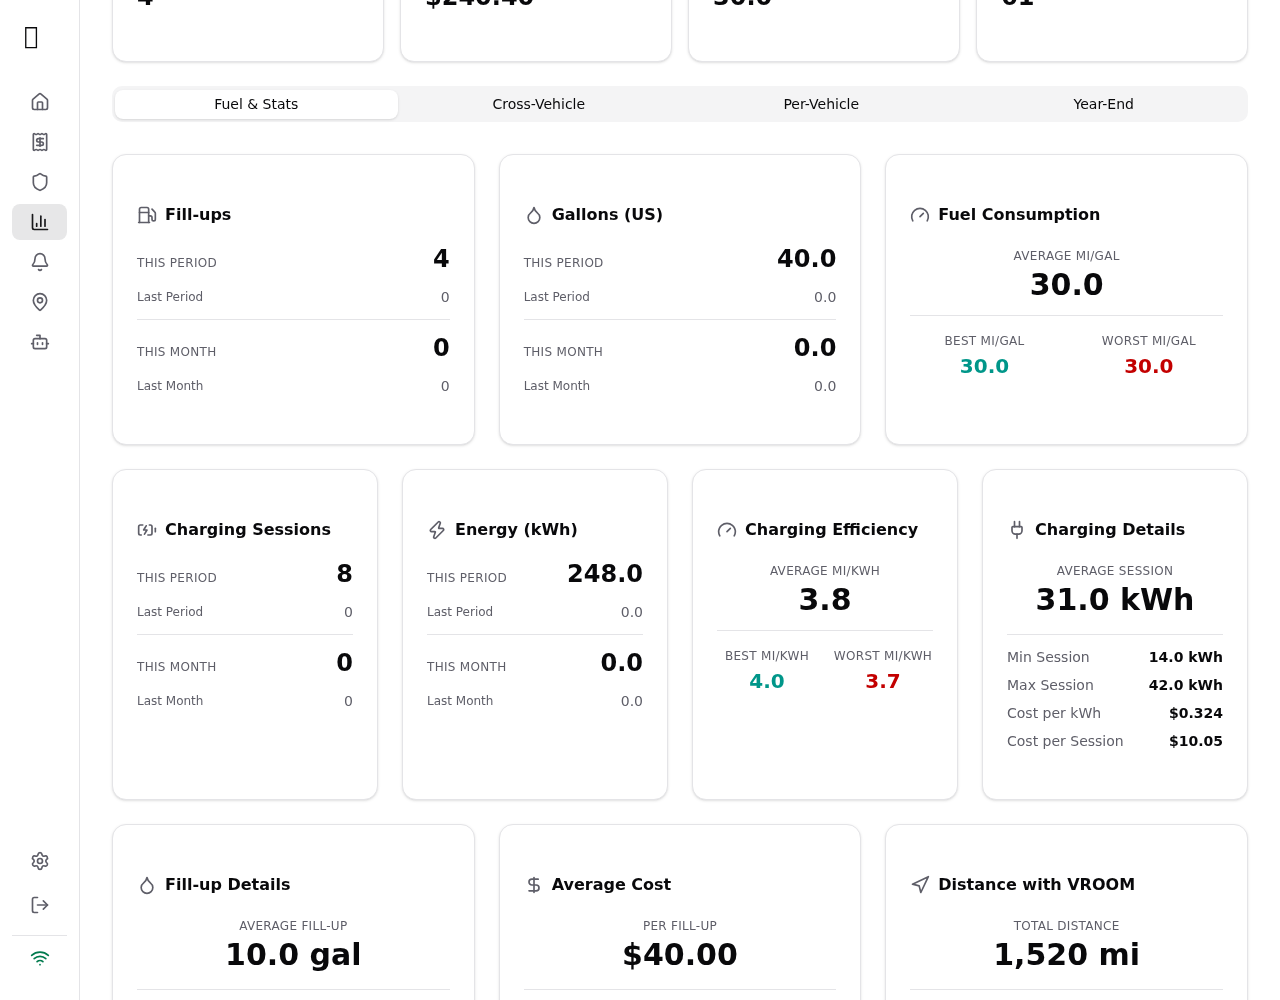 Fuel & Stats Cross-Vehicle Per-Vehicle Year-End
Fill-ups
THIS PERIOD 4
Last Period 0
THIS MONTH 0
Last Month 0
Gallons (US)
THIS PERIOD 40.0
Last Period 0.0
THIS MONTH 0.0
Last Month 0.0
Fuel Consumption
AVERAGE MI/GAL
30.0
BEST MI/GAL WORST MI/GAL
30.0 30.0
Charging Sessions
THIS PERIOD 8
Last Period 0
THIS MONTH 0
Last Month 0
Energy (kWh)
THIS PERIOD 248.0
Last Period 0.0
THIS MONTH 0.0
Last Month 0.0
Charging Efficiency
AVERAGE MI/KWH
3.8
BEST MI/KWH WORST MI/KWH
4.0 3.7
Charging Details
AVERAGE SESSION
31.0 kWh
Min Session 14.0 kWh
Max Session 42.0 kWh
Cost per kWh $0.324
Cost per Session $10.05
Fill-up Details
AVERAGE FILL-UP
10.0 gal
Average Cost
PER FILL-UP
$40.00
Distance with VROOM
TOTAL DISTANCE
1,520 mi